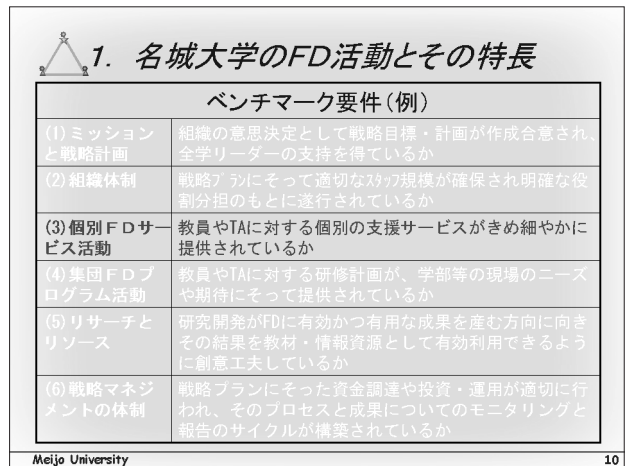 1. 名城大学のFD活動とその特長
ベンチマーク要件(例)
(1)ミッション
と戦略計画
組織の意思決定として戦略目標・計画が作成合意され、
全学リーダーの支持を得ているか
(2)組織体制
戦略プランにそって適切なスタッフ規模が確保され明確な役
割分担のもとに遂行されているか
(3)個別FDサー
ビス活動
教員やTAに対する個別の支援サービスがきめ細やかに
提供されているか
(4)集団FDプ
ログラム活動
教員やTAに対する研修計画が、学部等の現場のニーズ
や期待にそって提供されているか
(5)リサーチと
リソース
研究開発がFDに有効かつ有用な成果を産む方向に向き
その結果を教材・情報資源として有効利用できるよう
に創意工夫しているか
(6)戦略マネジ
メントの体制
戦略プランにそった資金調達や投資・運用が適切に行
われ、そのプロセスと成果についてのモニタリングと
報告のサイクルが構築されているか
Meijo University
10